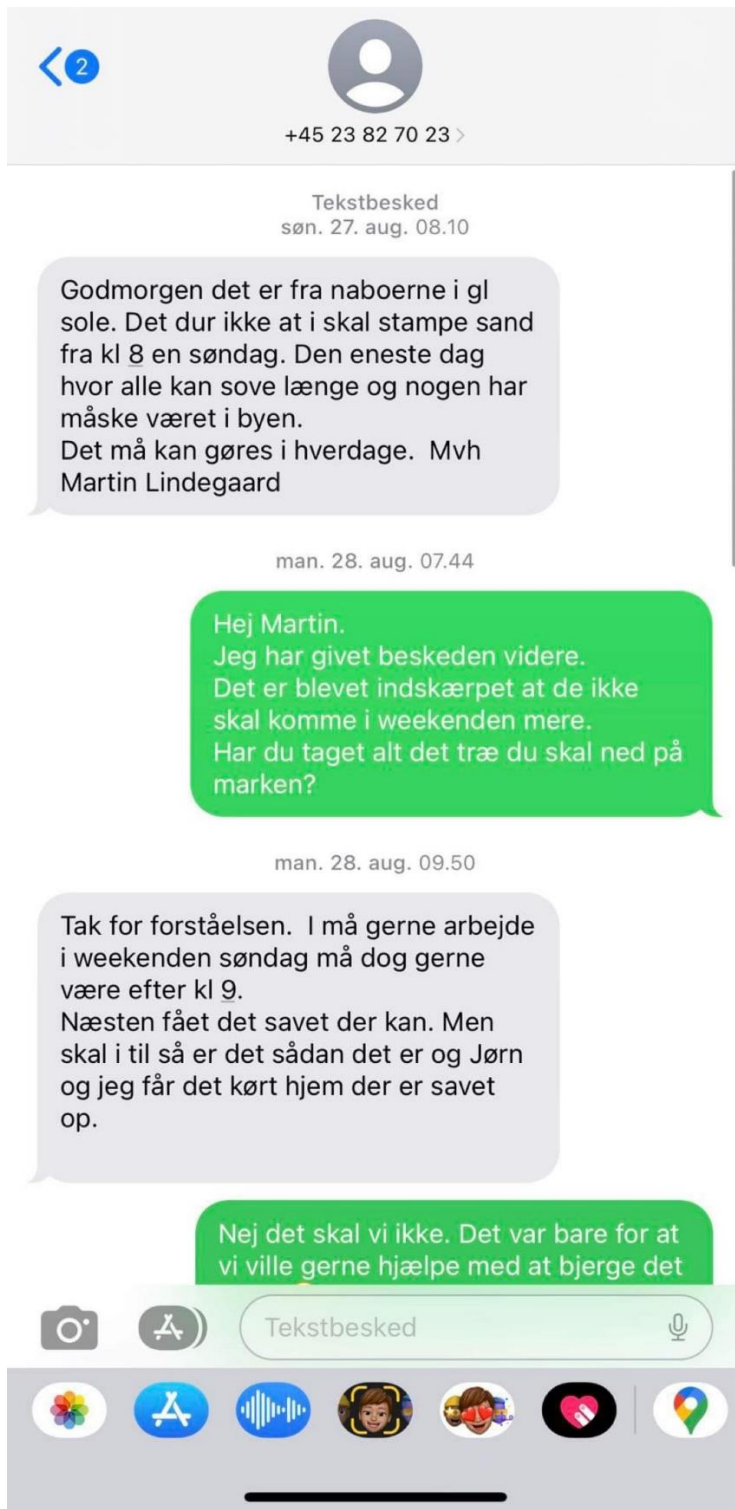 2
+45 23 82 70 23
Tekstbesked
søn. 27. aug. 08.10
Godmorgen det er fra naboerne i gl
sole. Det dur ikke at i skal stampe sand
fra kl 8 en søndag. Den eneste dag
hvor alle kan sove længe og nogen har
måske været i byen.
Det må kan gøres i hverdage.  Mvh
Martin Lindegaard
man. 28. aug. 07.44
Hej Martin.
Jeg har givet beskeden videre.
Det er blevet indskærpet at de ikke
skal komme i weekenden mere.
Har du taget alt det træ du skal ned på
marken?
man. 28. aug. 09.50
Tak for forståelsen.  I må gerne arbejde
i weekenden søndag må dog gerne
være efter kl 9.
Næsten fået det savet der kan. Men
skal i til så er det sådan det er og Jørn
og jeg får det kørt hjem der er savet
op.
Nej det skal vi ikke. Det var bare for at
vi ville gerne hjælpe med at bjerge det
Tekstbesked